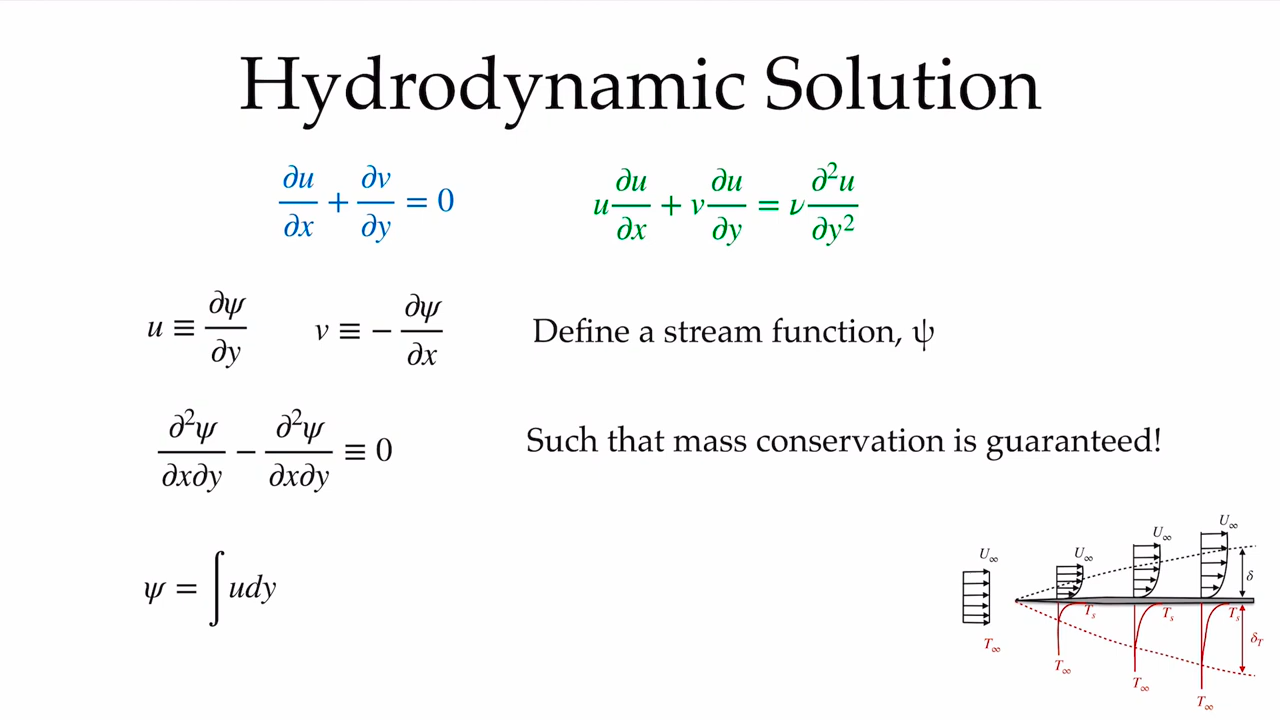 Hydrodynamic Solution
∂u/∂x + ∂v/∂y = 0
u ∂u/∂x + v ∂u/∂y = ν ∂²u/∂y²
u ≡ ∂ψ/∂y
v ≡ − ∂ψ/∂x
Define a stream function, ψ
∂²ψ/∂x∂y − ∂²ψ/∂x∂y ≡ 0
Such that mass conservation is guaranteed!
ψ = ∫ udy
U∞
U∞
U∞
U∞
δ
Ts
Ts
Ts
δT
T∞
T∞
T∞
T∞